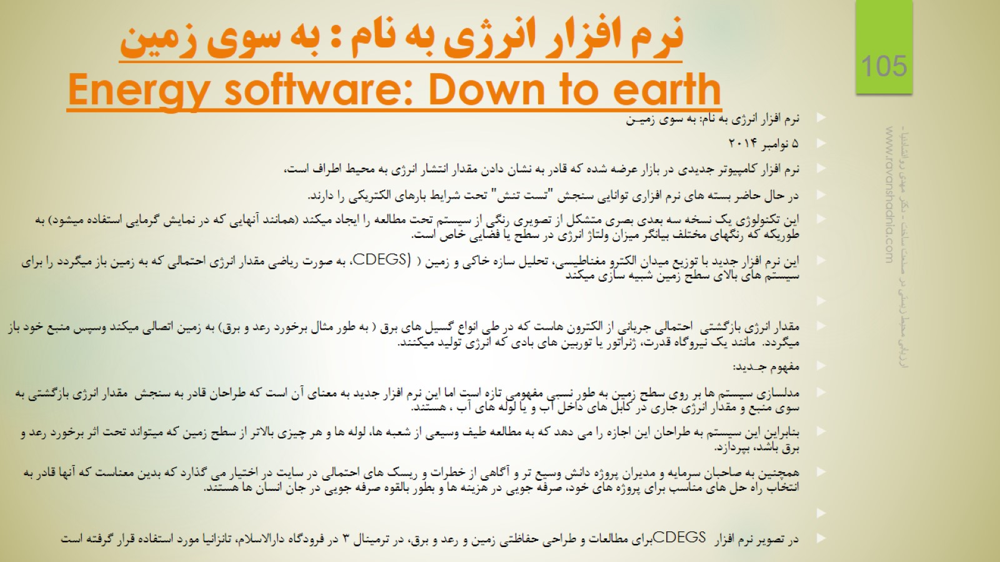 نرم افزار انرژی به نام : به سوی زمین
Energy software: Down to earth
105
نرم افزار انرژی به نام: به سوی زمیـن
۵ نوامبر ۲۰۱۴
نرم افزار کامپیوتر جدیدی در بازار عرضه شده که قادر به نشان دادن مقدار انتشار انرژی به محیط اطراف است،
در حال حاضر بسته های نرم افزاری توانایی سنجش "تست تنش" تحت شرایط بارهای الکتریکی را دارند.
این تکنولوژی یک نسخه سه بعدی بصری متشکل از تصویری رنگی از سیستم تحت مطالعه را ایجاد میکند (همانند آنهایی که در نمایش گرمایی استفاده میشود) به
طوریکه که رنگهای مختلف بیانگر میزان ولتاژ انرژی در سطح یا فضایی خاص است.
این نرم افزار جدید با توزیع میدان الکترو مغناطیسی، تحلیل سازه خاکی و زمین ( (CDEGS، به صورت ریاضی مقدار انرژی احتمالی که به زمین باز میگردد را برای
سیستم های بالای سطح زمین شبیه سازی میکند
مقدار انرژی بازگشتی احتمالی جریانی از الکترون هاست که در طی انواع گسیل های برق ( به طور مثال برخورد رعد و برق) به زمین اتصالی میکند وسپس منبع خود باز
میگردد. مانند یک نیروگاه قدرت، ژنراتور یا توربین های بادی که انرژی تولید میکنند.
مفهوم جـدید:
مدلسازی سیستم ها بر روی سطح زمین به طور نسبی مفهومی تازه است اما این نرم افزار جدید به معنای آن است که طراحان قادر به سنجش مقدار انرژی بازگشتی به
سوی منبع و مقدار انرژی جاری در کابل های داخل آب و یا لوله های آب ، هستند.
بنابراین این سیستم به طراحان این اجازه را می دهد که به مطالعه طیف وسیعی از شعبه ها، لوله ها و هر چیزی بالاتر از سطح زمین که میتواند تحت اثر برخورد رعد و
برق باشد، بپردازد.
همچنین به صاحبان سرمایه و مدیران پروژه دانش وسیع تر و آگاهی از خطرات و ریسک های احتمالی در سایت در اختیار می گذارد که بدین معناست که آنها قادر به
انتخاب راه حل های مناسب برای پروژه های خود، صرفه جویی در هزینه ها و بطور بالقوه صرفه جویی در جان انسان ها هستند.
در تصویر نرم افزار CDEGSبرای مطالعات و طراحی حفاظتی زمین و رعد و برق، در ترمینال ۳ در فرودگاه دارالاسلام، تانزانیا مورد استفاده قرار گرفته است
ارزیابی محیط زیستی در صنعت ساخت - دکتر مهدی روانشادنیا -
www.ravanshadnia.com